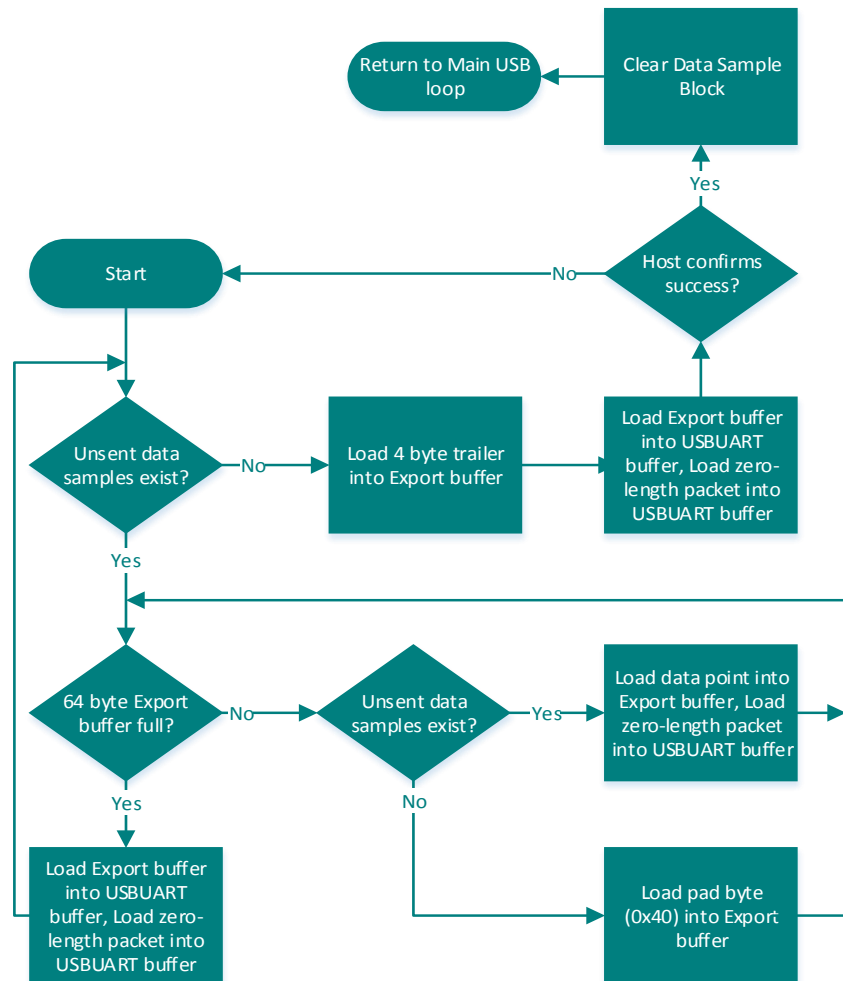 Return to Main USB
loop
Clear Data Sample
Block
Yes
Start
No
Host confirms
success?
Unsent data
samples exist?
No
Load 4 byte trailer
into Export buffer
Load Export buffer
into USBUART
buffer, Load zero-
length packet into
USBUART buffer
Yes
64 byte Export
buffer full?
No
Unsent data
samples exist?
Yes
Load data point into
Export buffer, Load
zero-length packet
into USBUART buffer
Yes
No
Load Export buffer
into USBUART
buffer, Load zero-
length packet into
USBUART buffer
Load pad byte
(0x40) into Export
buffer